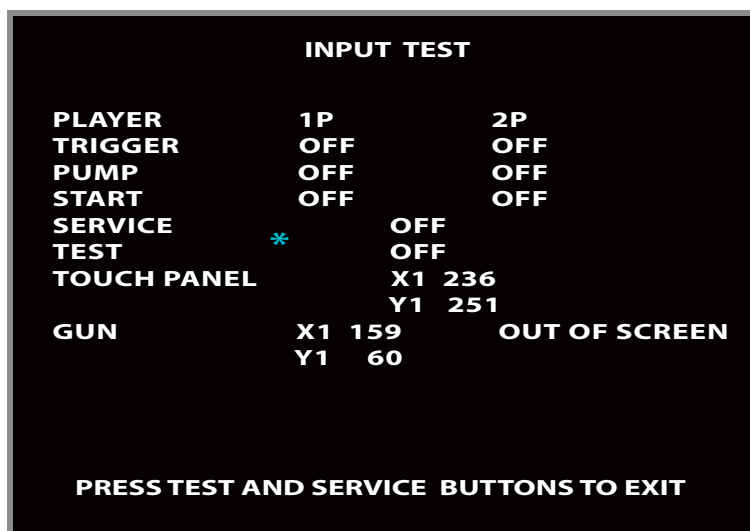 INPUT TEST
PLAYER 1P 2P
TRIGGER OFF OFF
PUMP OFF OFF
START OFF OFF
SERVICE OFF
*
TEST OFF
TOUCH PANEL X1 236
Y1 251
GUN X1 159 OUT OF SCREEN
Y1 60
PRESS TEST AND SERVICE BUTTONS TO EXIT